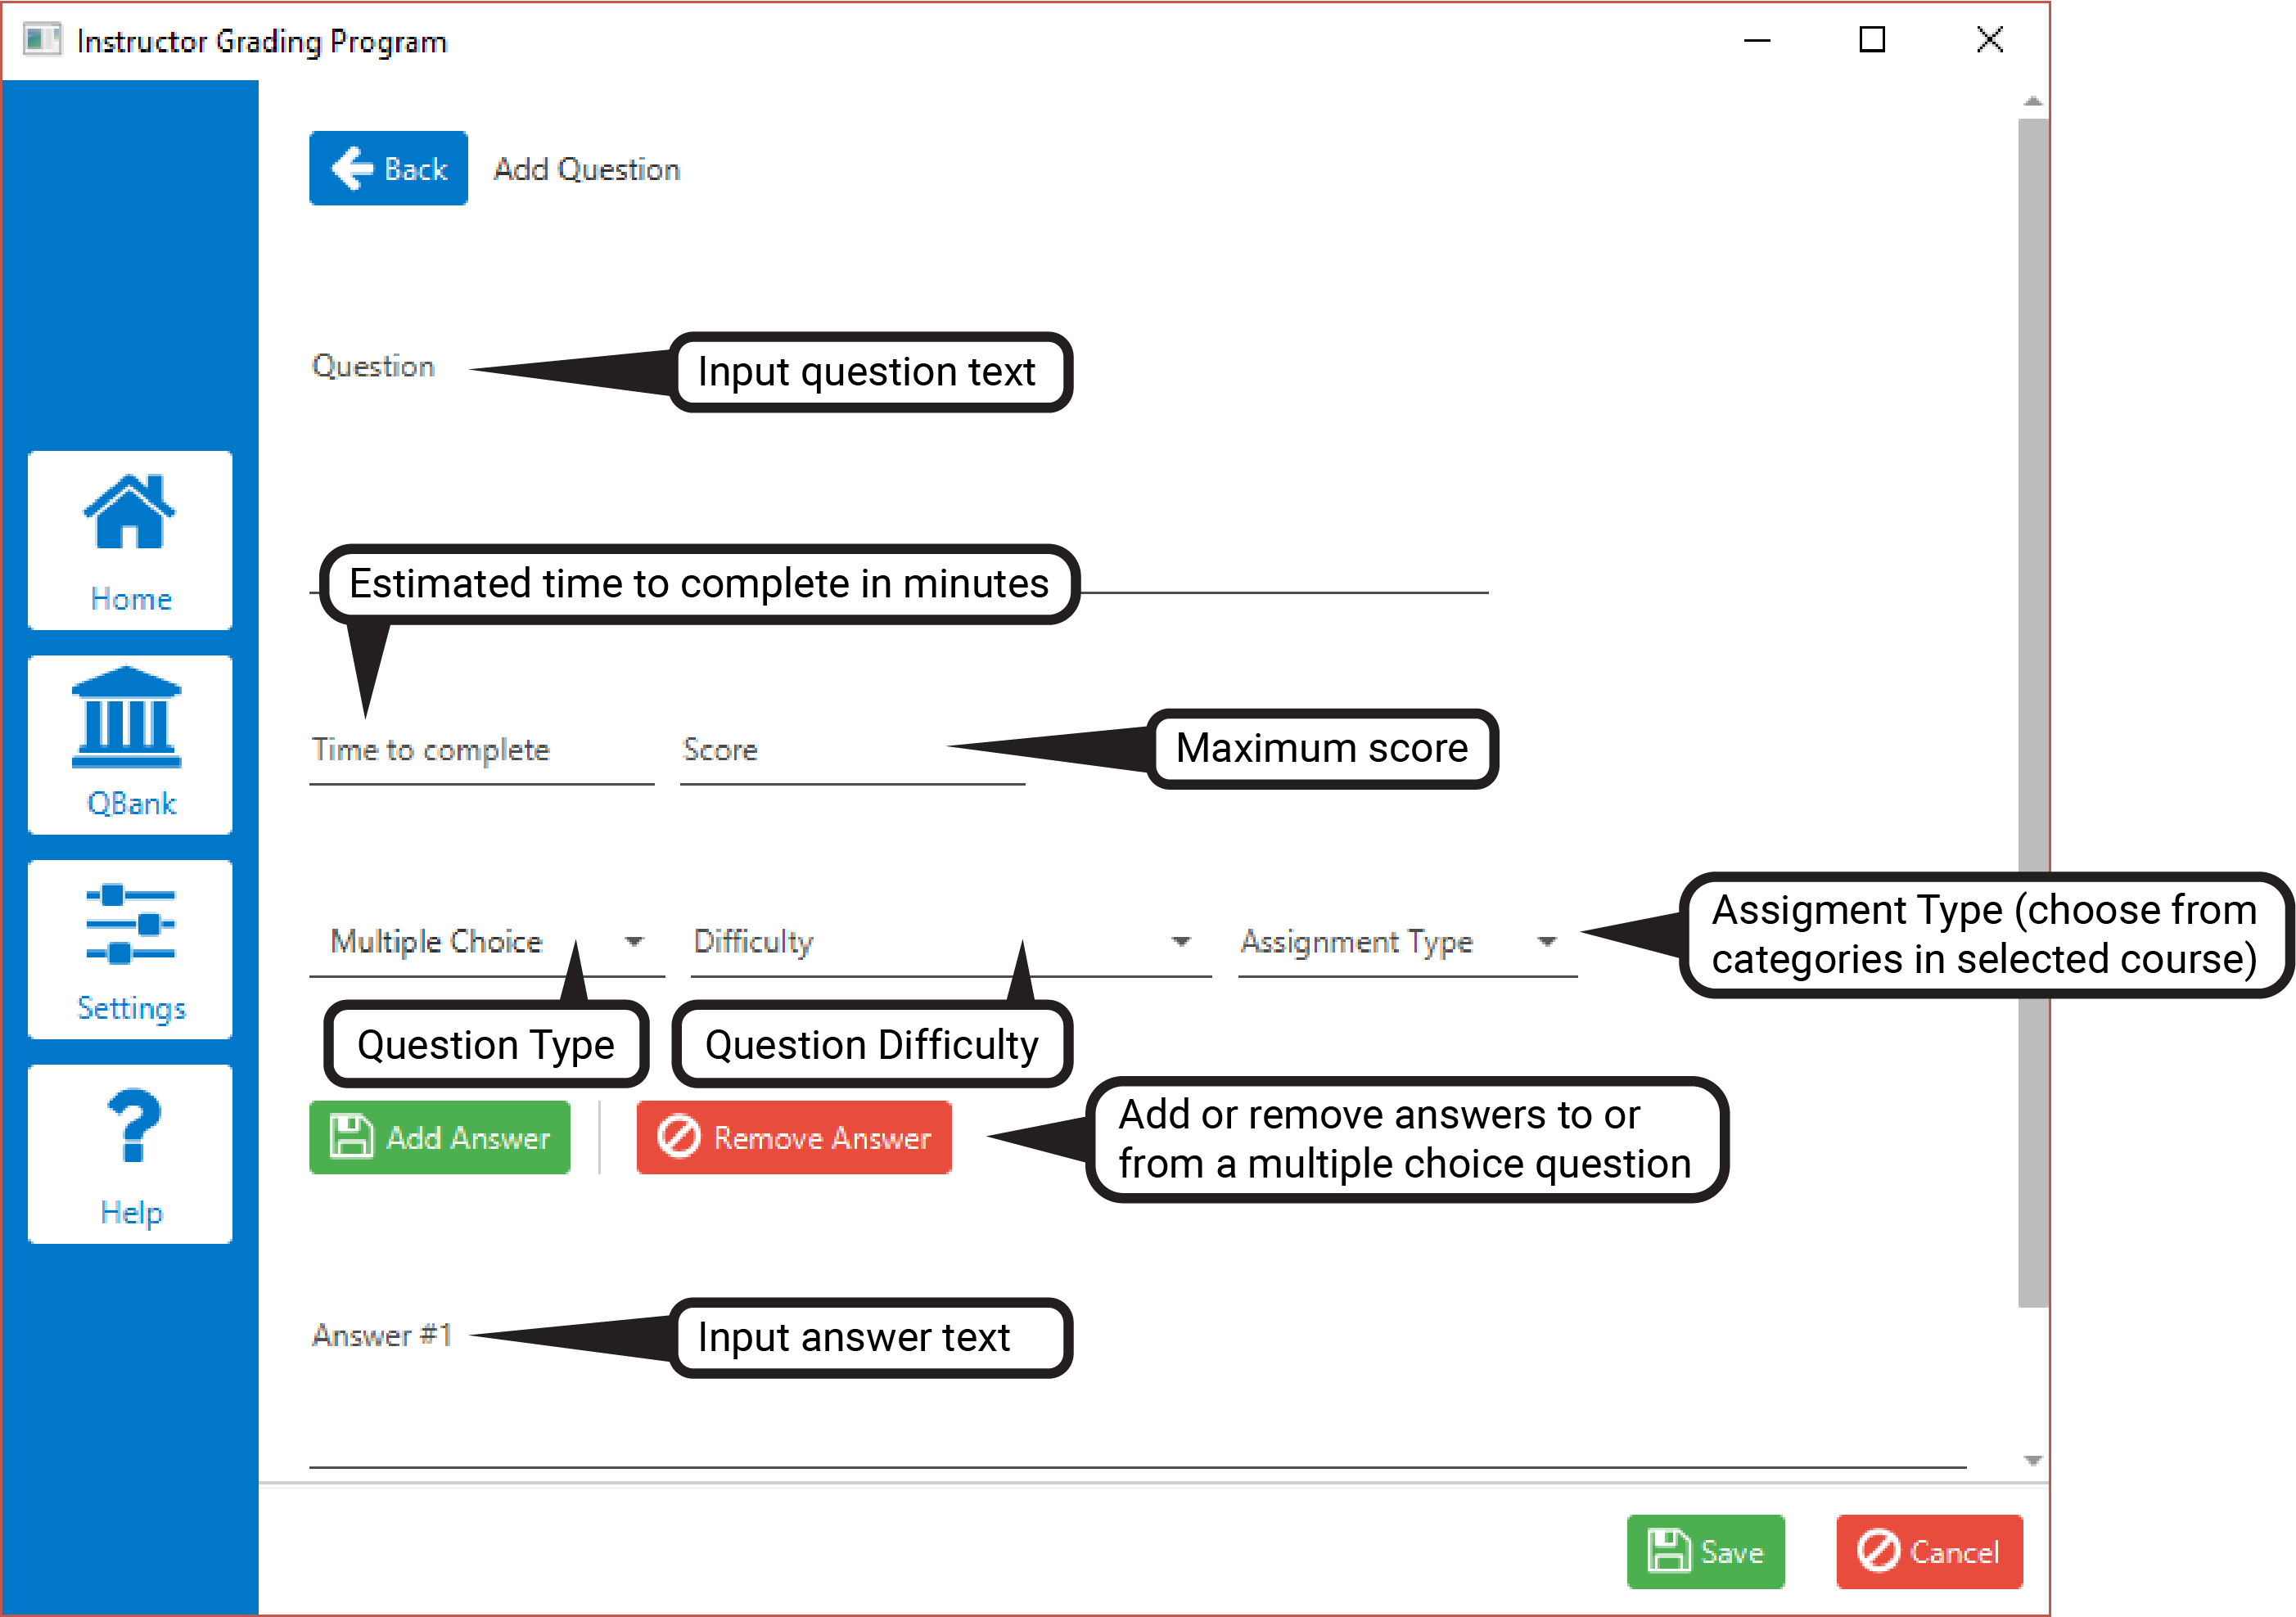 Instructor Grading Program
Back
Add Question
Question
Input question text
Home
Estimated time to complete in minutes
Time to complete
Score
Maximum score
QBank
Multiple Choice
Difficulty
Assignment Type
Assigment Type (choose from
categories in selected course)
Settings
Question Type
Question Difficulty
Add Answer
Remove Answer
Add or remove answers to or
from a multiple choice question
Help
Answer #1
Input answer text
Save
Cancel